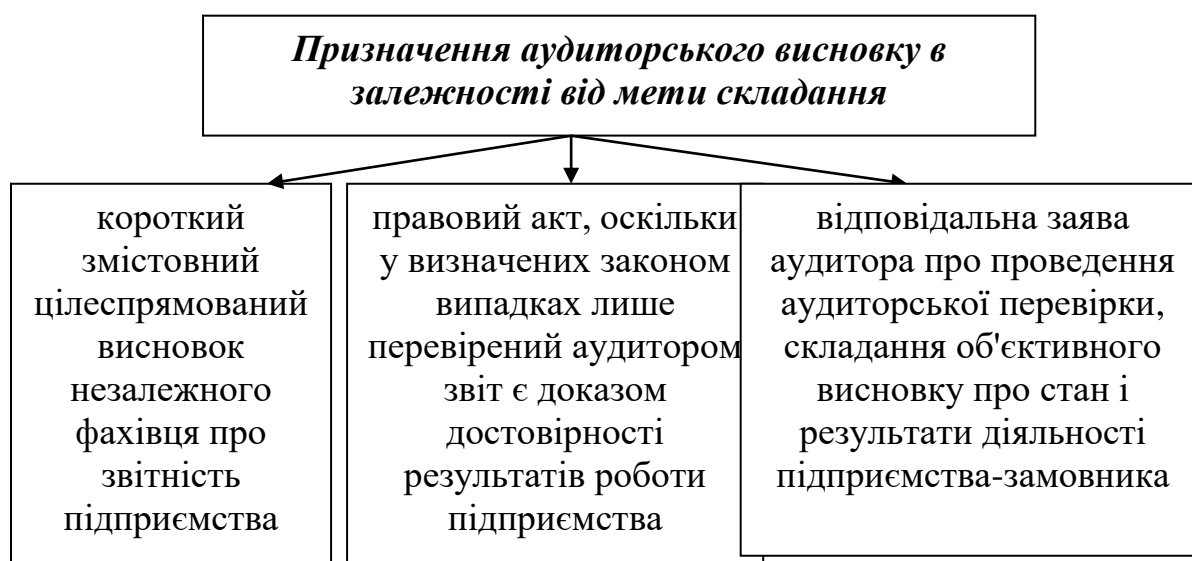 Призначення аудиторського висновку в
залежності від мети складання
короткий
змістовний
цілеспрямований
висновок
незалежного
фахівця про
звітність
підприємства
правовий акт, оскільки
у визначених законом
випадках лише
перевірений аудитором
звіт є доказом
достовірності
результатів роботи
підприємства
відповідальна заява
аудитора про проведення
аудиторської перевірки,
складання об'єктивного
висновку про стан і
результати діяльності
підприємства-замовника